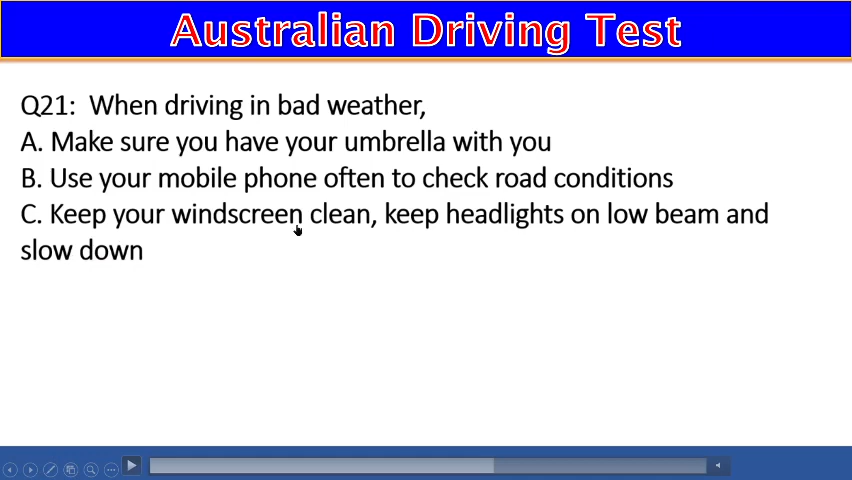 Australian Driving Test
Q21:  When driving in bad weather,
A. Make sure you have your umbrella with you
B. Use your mobile phone often to check road conditions
C. Keep your windscreen clean, keep headlights on low beam and
slow down